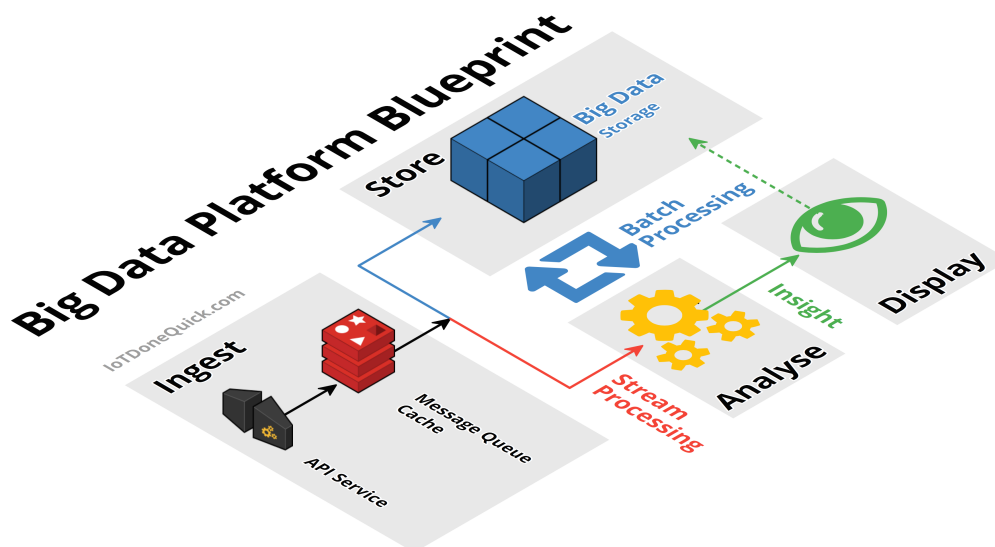 Big Data Platform Blueprint
IoTDoneQuick.com
Store
Big Data
Storage
Batch
Processing
Ingest
Message Queue
Cache
API Service
Stream
Processing
Analyse
Insight
Display